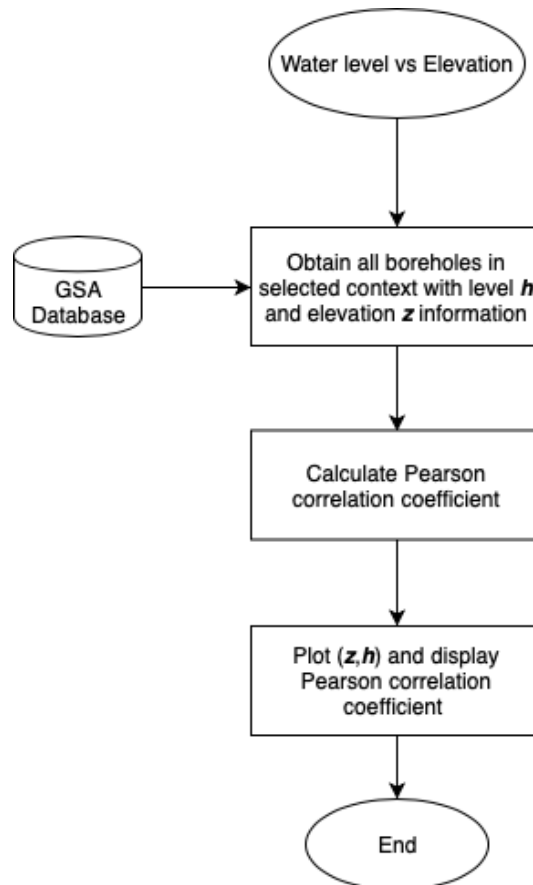 Water level vs Elevation
GSA
Database
Obtain all boreholes in
selected context with level h
and elevation z information
Calculate Pearson
correlation coefficient
Plot (z,h) and display
Pearson correlation
coefficient
End